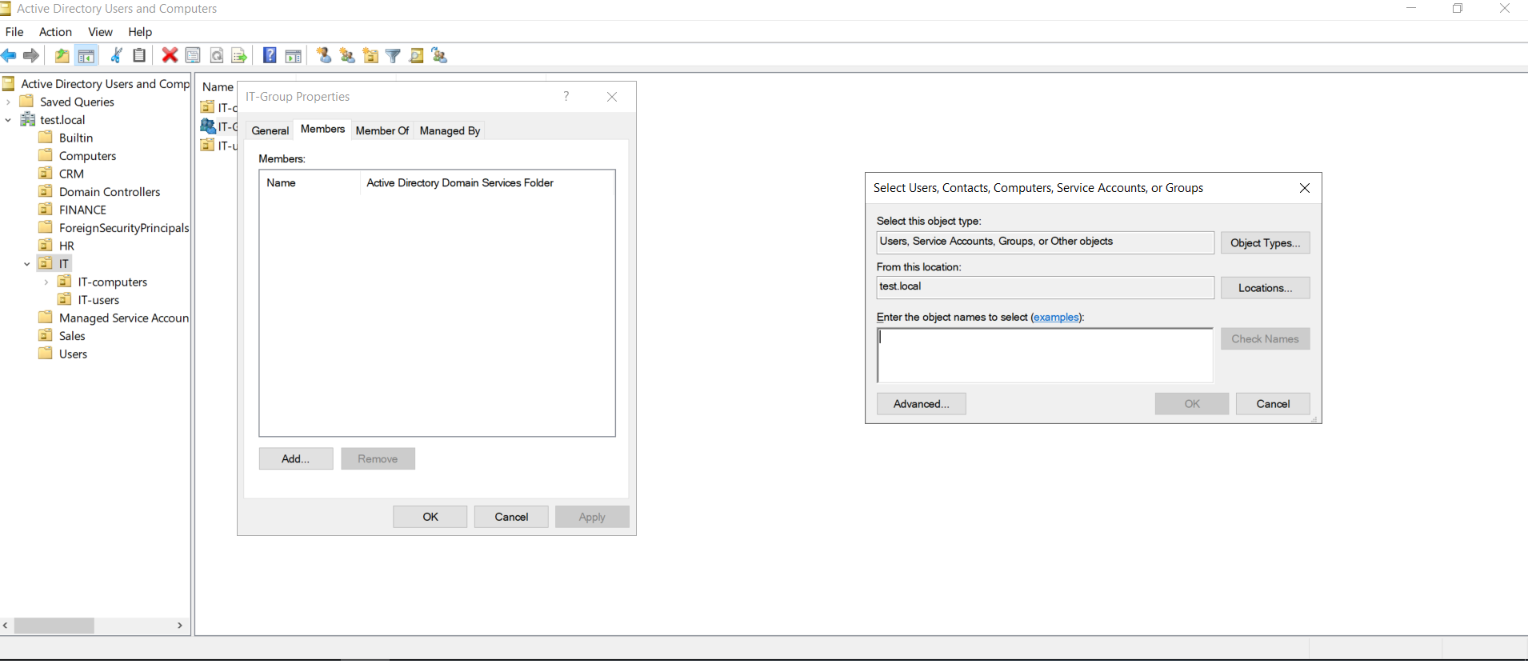 Active Directory Users and Computers
File Action View Help
Active Directory Users and Comp
Saved Queries
test.local
Builtin
Computers
CRM
Domain Controllers
FINANCE
ForeignSecurityPrincipals
HR
IT
IT-computers
IT-users
Managed Service Accoun
Sales
Users
Name
IT-c
IT-G
IT-u
IT-Group Properties
General Members Member Of Managed By
Members:
Name Active Directory Domain Services Folder
Add... Remove
OK Cancel Apply
Select Users, Contacts, Computers, Service Accounts, or Groups
Select this object type:
Users, Service Accounts, Groups, or Other objects Object Types...
From this location:
test.local Locations...
Enter the object names to select (examples):
Check Names
Advanced... OK Cancel